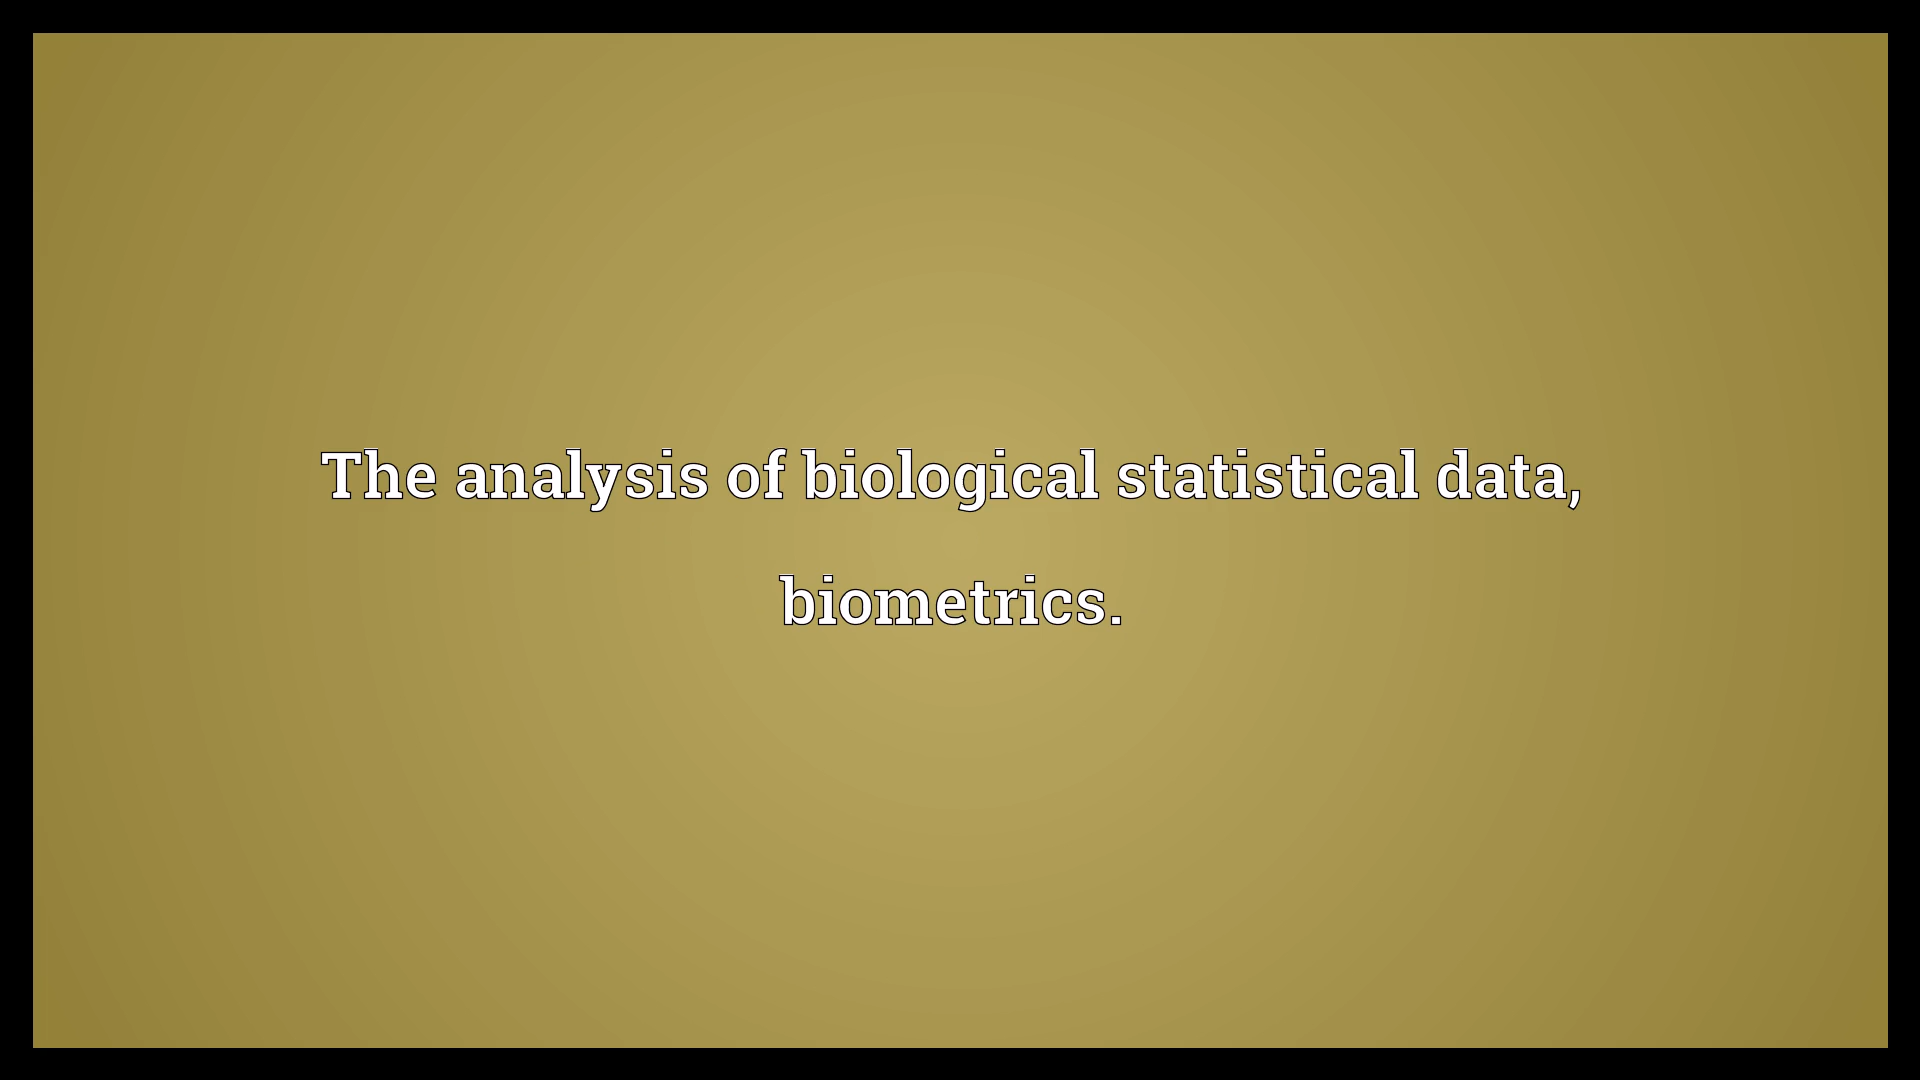 The analysis of biological statistical data,
biometrics.